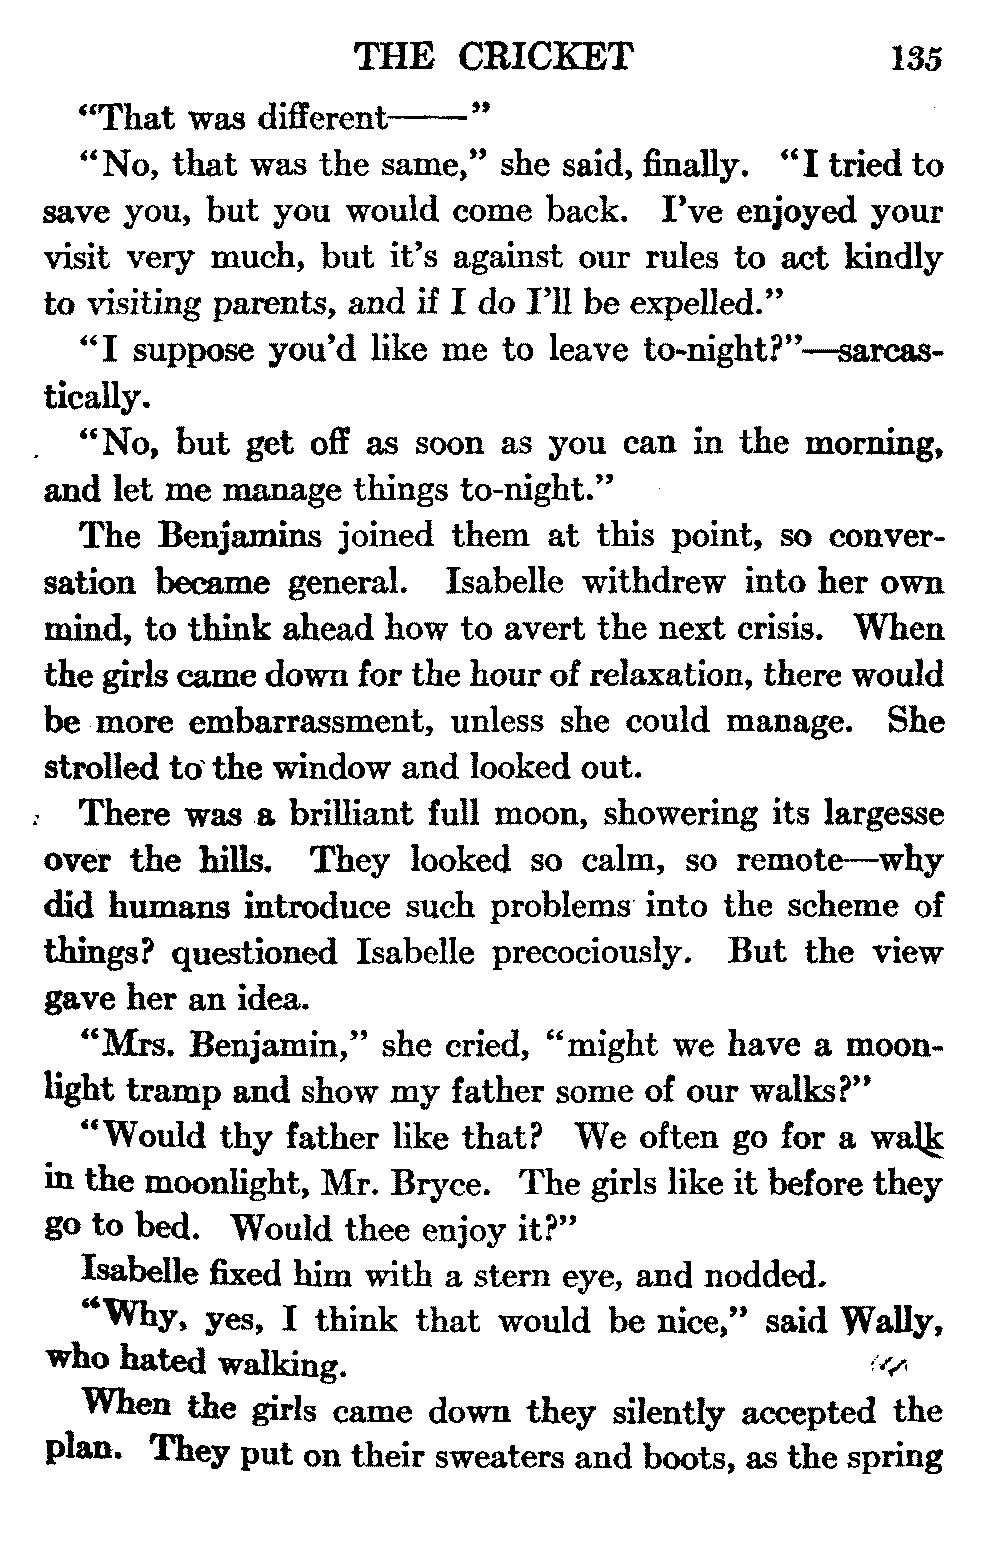 THE CRICKET 135
"That was different——"
"No, that was the same," she said, finally. "I tried to
save you, but you would come back. I've enjoyed your
visit very much, but it's against our rules to act kindly
to visiting parents, and if I do I'll be expelled."
"I suppose you'd like me to leave to-night?"—sarcas-
tically.
"No, but get off as soon as you can in the morning,
and let me manage things to-night."
The Benjamins joined them at this point, so conver-
sation became general. Isabelle withdrew into her own
mind, to think ahead how to avert the next crisis. When
the girls came down for the hour of relaxation, there would
be more embarrassment, unless she could manage. She
strolled to the window and looked out.
There was a brilliant full moon, showering its largesse
over the hills. They looked so calm, so remote—why
did humans introduce such problems into the scheme of
things? questioned Isabelle precociously. But the view
gave her an idea.
"Mrs. Benjamin," she cried, "might we have a moon-
light tramp and show my father some of our walks?"
"Would thy father like that? We often go for a walk
in the moonlight, Mr. Bryce. The girls like it before they
go to bed. Would thee enjoy it?"
Isabelle fixed him with a stern eye, and nodded.
"Why, yes, I think that would be nice," said Wally,
who hated walking.
When the girls came down they silently accepted the
plan. They put on their sweaters and boots, as the spring